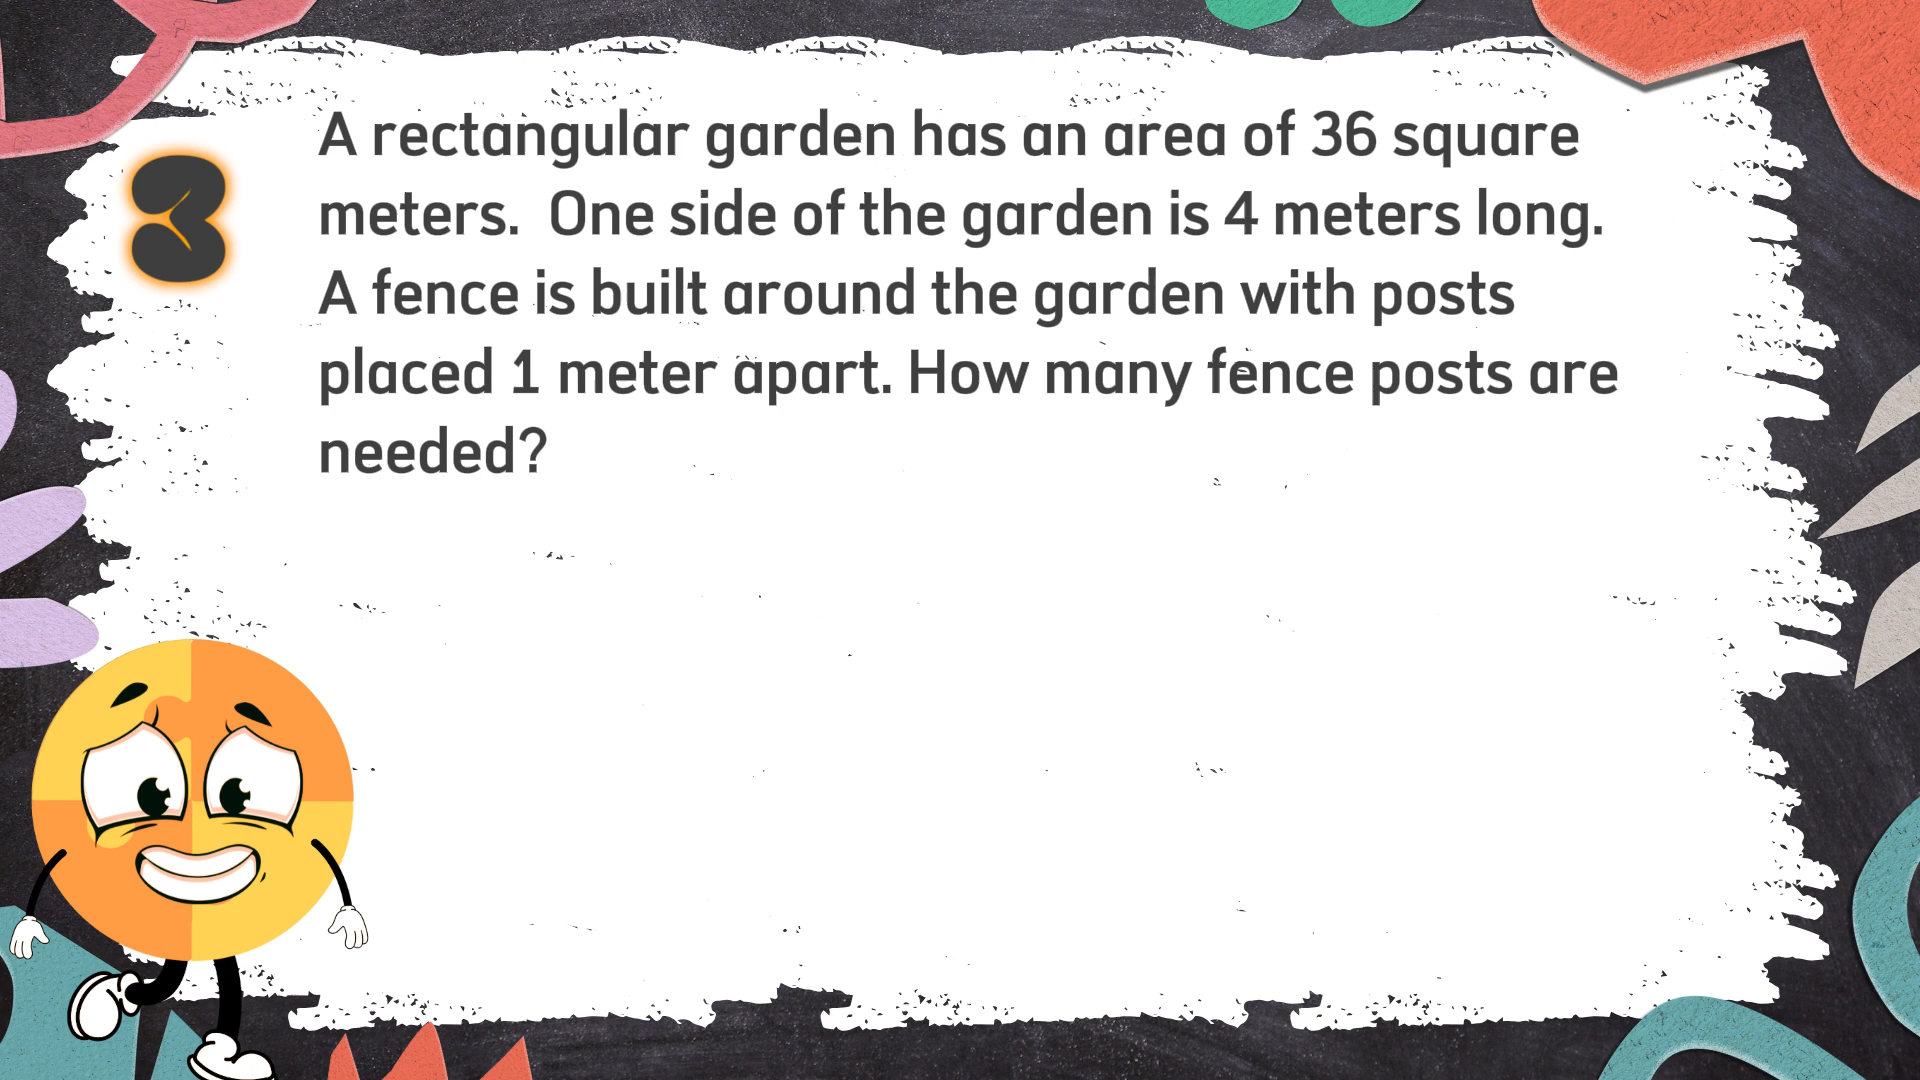 3
A rectangular garden has an area of 36 square
meters.  One side of the garden is 4 meters long.
A fence is built around the garden with posts
placed 1 meter apart. How many fence posts are
needed?